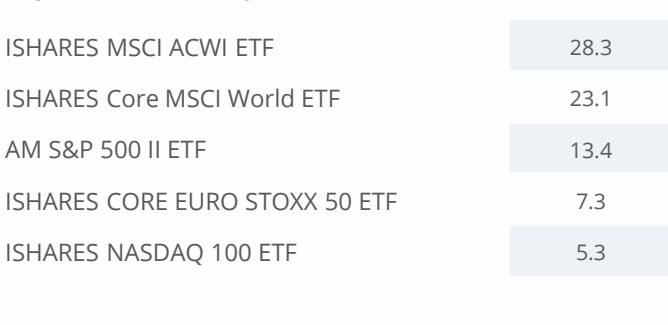 ISHARES MSCI ACWI ETF 28.3
ISHARES Core MSCI World ETF 23.1
AM S&P 500 II ETF 13.4
ISHARES CORE EURO STOXX 50 ETF 7.3
ISHARES NASDAQ 100 ETF 5.3